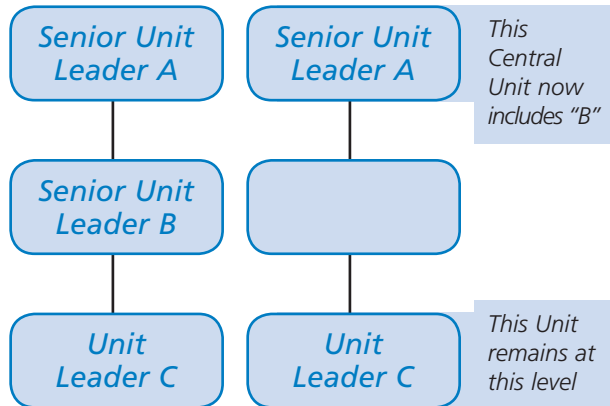 Senior Unit
Leader A
Senior Unit
Leader B
Unit
Leader C
Senior Unit
Leader A
This
Central
Unit now
includes “B”
Unit
Leader C
This Unit
remains at
this level